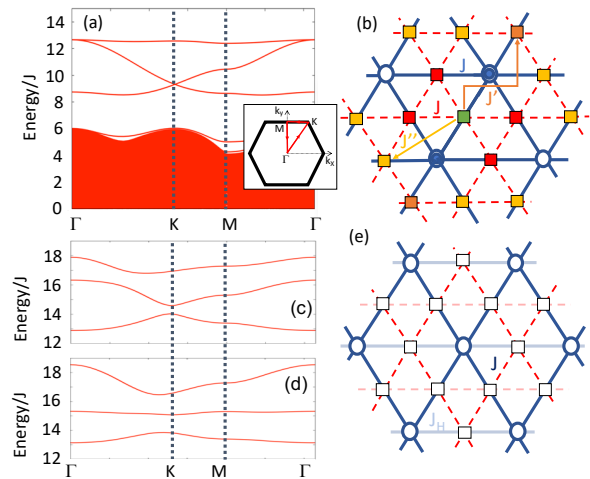 (a)
Energy/J
14
12
10
8
6
4
2
0
Γ K M Γ
k_y
M K
Γ k_x
(b)
J
J
J'
J''
Energy/J
18
16
14
12
(c)
Energy/J
18
16
14
12
(d)
Γ K M Γ
(e)
J
J_H